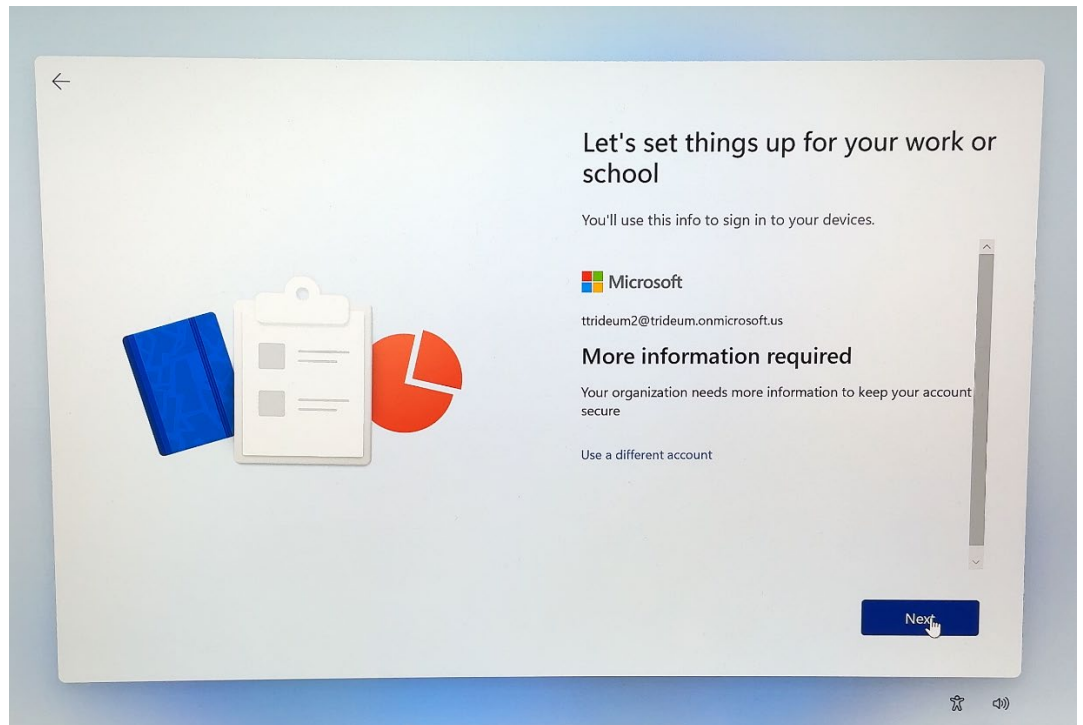 Let's set things up for your work or
school
You'll use this info to sign in to your devices.
Microsoft
ttrideum2@trideum.onmicrosoft.us
More information required
Your organization needs more information to keep your account
secure
Use a different account
Next